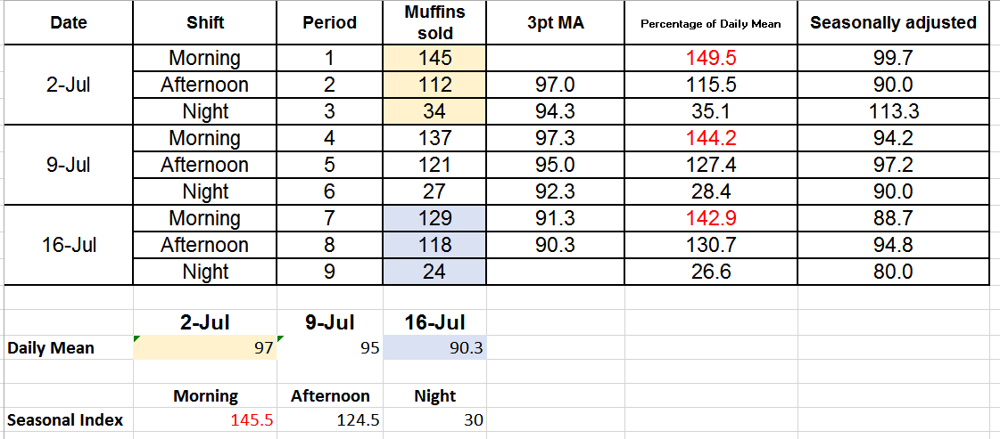 Date Shift Period Muffins sold 3pt MA Percentage of Daily Mean Seasonally adjusted
2-Jul Morning 1 145 149.5 99.7
Afternoon 2 112 97.0 115.5 90.0
Night 3 34 94.3 35.1 113.3
9-Jul Morning 4 137 97.3 144.2 94.2
Afternoon 5 121 95.0 127.4 97.2
Night 6 27 92.3 28.4 90.0
16-Jul Morning 7 129 91.3 142.9 88.7
Afternoon 8 118 90.3 130.7 94.8
Night 9 24 26.6 80.0
2-Jul 9-Jul 16-Jul
Daily Mean 97 95 90.3
Morning Afternoon Night
Seasonal Index 145.5 124.5 30